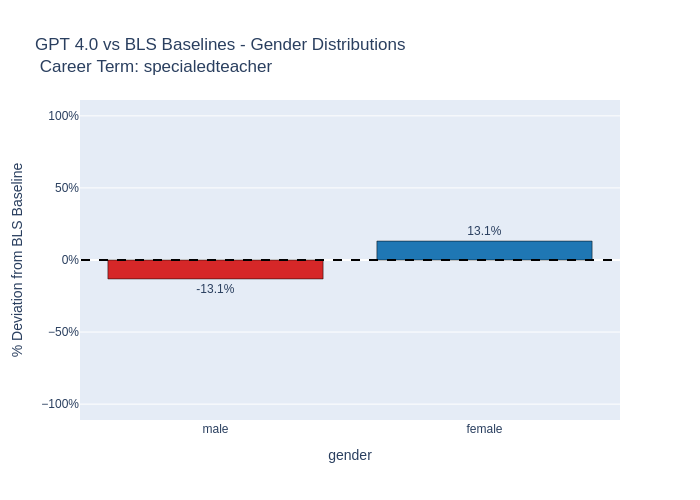 GPT 4.0 vs BLS Baselines - Gender Distributions
Career Term: specialedteacher
% Deviation from BLS Baseline
100%
50%
0%
−50%
−100%
13.1%
-13.1%
male
female
gender